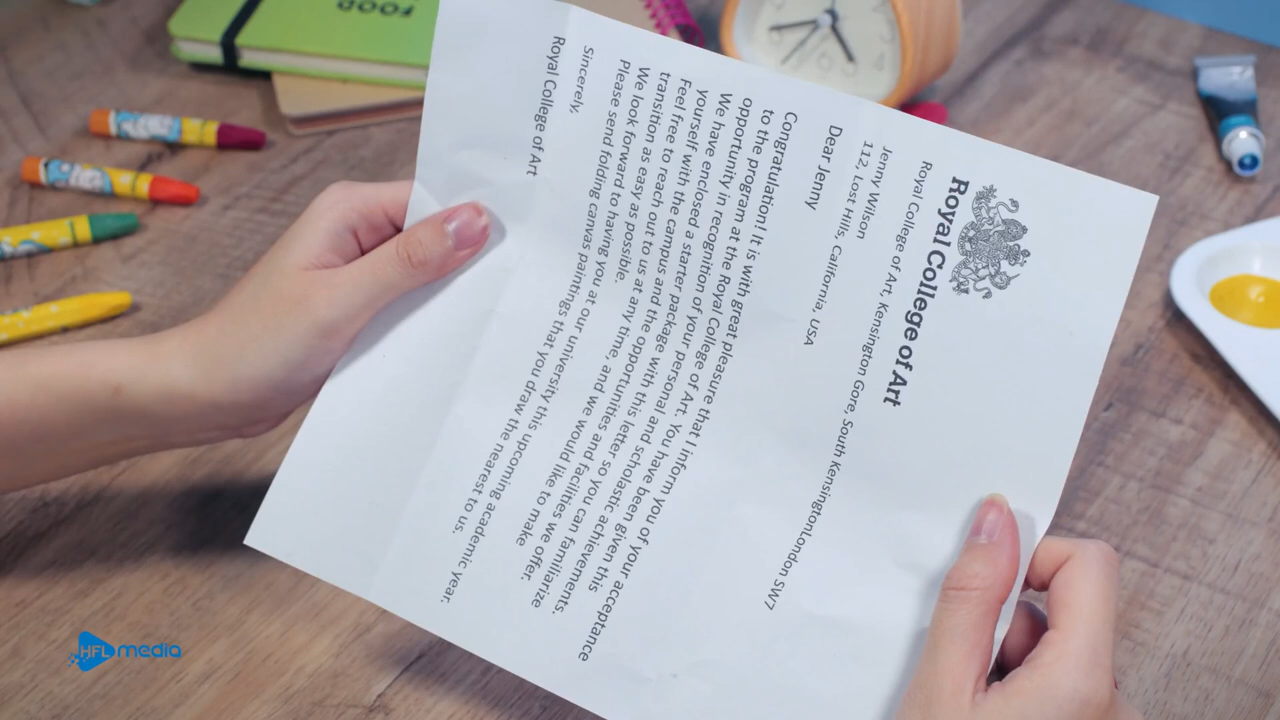 Royal College of Art
Royal College of Art, Kensington Gore, South KensingtonLondon SW7
Jenny Wilson
112, Lost Hills, California, USA
Dear Jenny
Congratulation! It is with great pleasure that I inform you of your acceptance
to the program at the Royal College of Art. You have been given this
opportunity in recognition of your personal and scholastic achievements.
We have enclosed a starter package with this letter so you can familiarize
yourself with the campus and the opportunities and facilities we offer.
Feel free to reach out to us at any time, and we would like to make
transition as easy as possible.
We look forward to having you at our university this upcoming academic year.
Please send folding canvas paintings that you draw the nearest to us.
Sincerely,
Royal College of Art
FOOD
HFL media